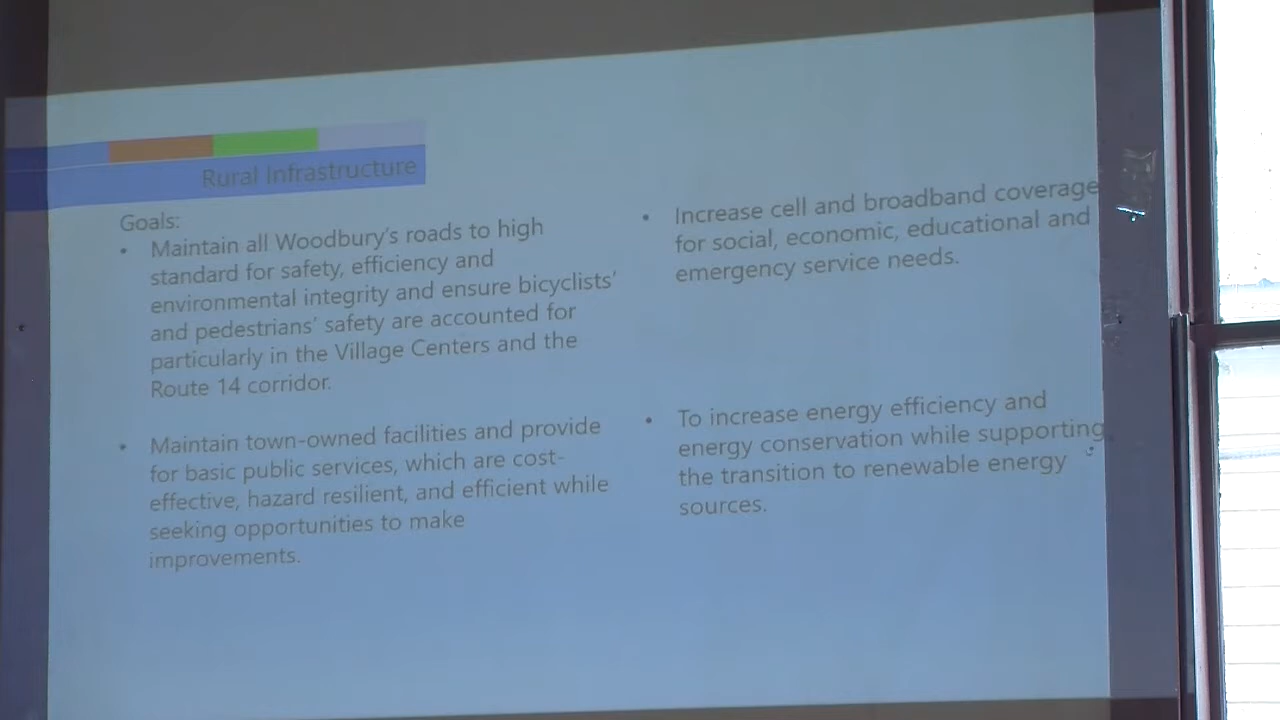 Rural Infrastructure
Goals:
• Maintain all Woodbury's roads to high
standard for safety, efficiency and
environmental integrity and ensure bicyclists'
and pedestrians' safety are accounted for
particularly in the Village Centers and the
Route 14 corridor.
• Maintain town-owned facilities and provide
for basic public services, which are cost-
effective, hazard resilient, and efficient while
seeking opportunities to make
improvements.
• Increase cell and broadband coverage
for social, economic, educational and
emergency service needs.
• To increase energy efficiency and
energy conservation while supporting
the transition to renewable energy
sources.